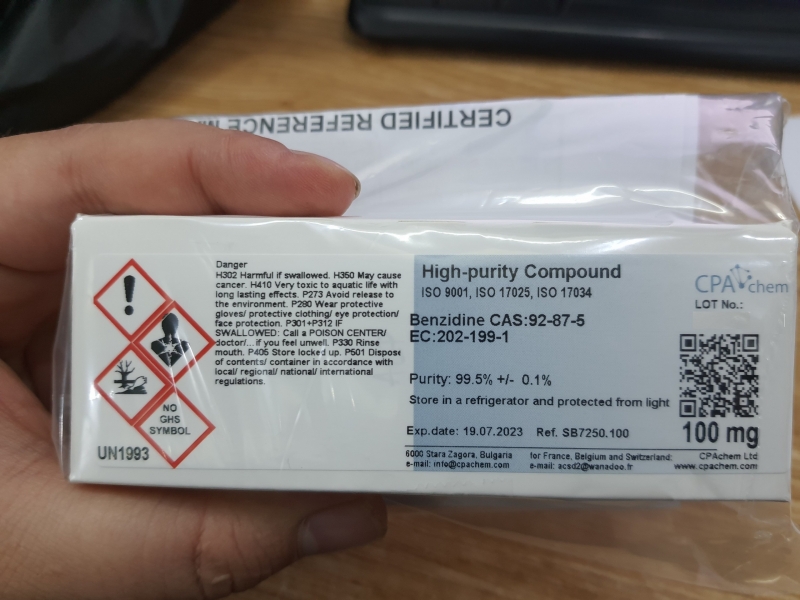 CERTIFIED REFERENCE
Danger
H302 Harmful if swallowed. H350 May cause
cancer. H410 Very toxic to aquatic life with
long lasting effects. P273 Avoid release to
the environment. P280 Wear protective
gloves/ protective clothing/ eye protection/
face protection. P301+P312 IF
SWALLOWED: Call a POISON CENTER/
doctor/... if you feel unwell. P330 Rinse
mouth. P405 Store locked up. P501 Dispose
of contents/ container in accordance with
local/ regional/ national/ international
regulations.
NO
GHS
SYMBOL
UN1993
High-purity Compound
ISO 9001, ISO 17025, ISO 17034
Benzidine CAS:92-87-5
EC:202-199-1
Purity: 99.5% +/- 0.1%
Store in a refrigerator and protected from light
Exp.date: 19.07.2023 Ref. SB7250.100
6000 Stara Zagora, Bulgaria
e-mail: info@cpachem.com
for France, Belgium and Switzerland:
e-mail: acsd2@wanadoo.fr
CPAchem
LOT No.:
100 mg
CPAchem Ltd.
www.cpachem.com